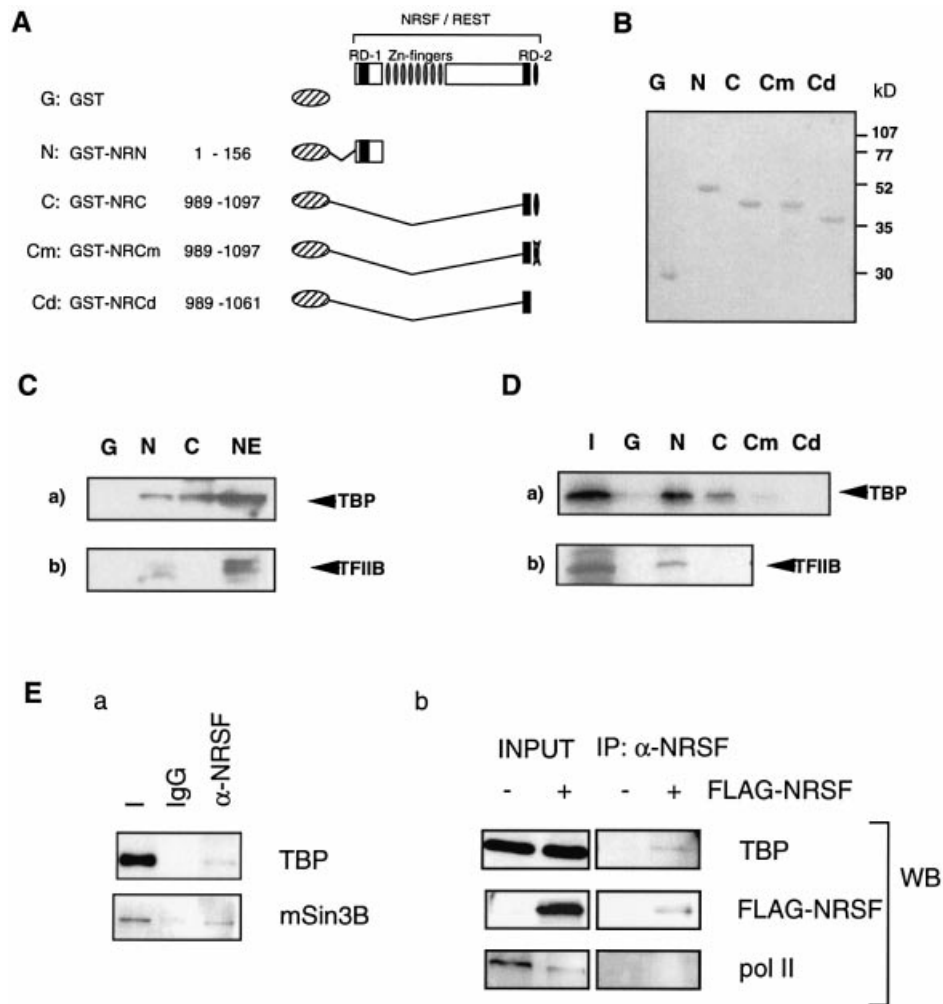 A
NRSF / REST
RD-1 Zn-fingers RD-2
G: GST
N: GST-NRN 1 - 156
C: GST-NRC 989 -1097
Cm: GST-NRCm 989 -1097
Cd: GST-NRCd 989 -1061
B
G N C Cm Cd kD
107
77
52
35
30
C
G N C NE
a) TBP
b) TFIIB
D
I G N C Cm Cd
a) TBP
b) TFIIB
E
a
I IgG α-NRSF
TBP
mSin3B
b
INPUT IP: α-NRSF
- + - + FLAG-NRSF
TBP
FLAG-NRSF
pol II
WB